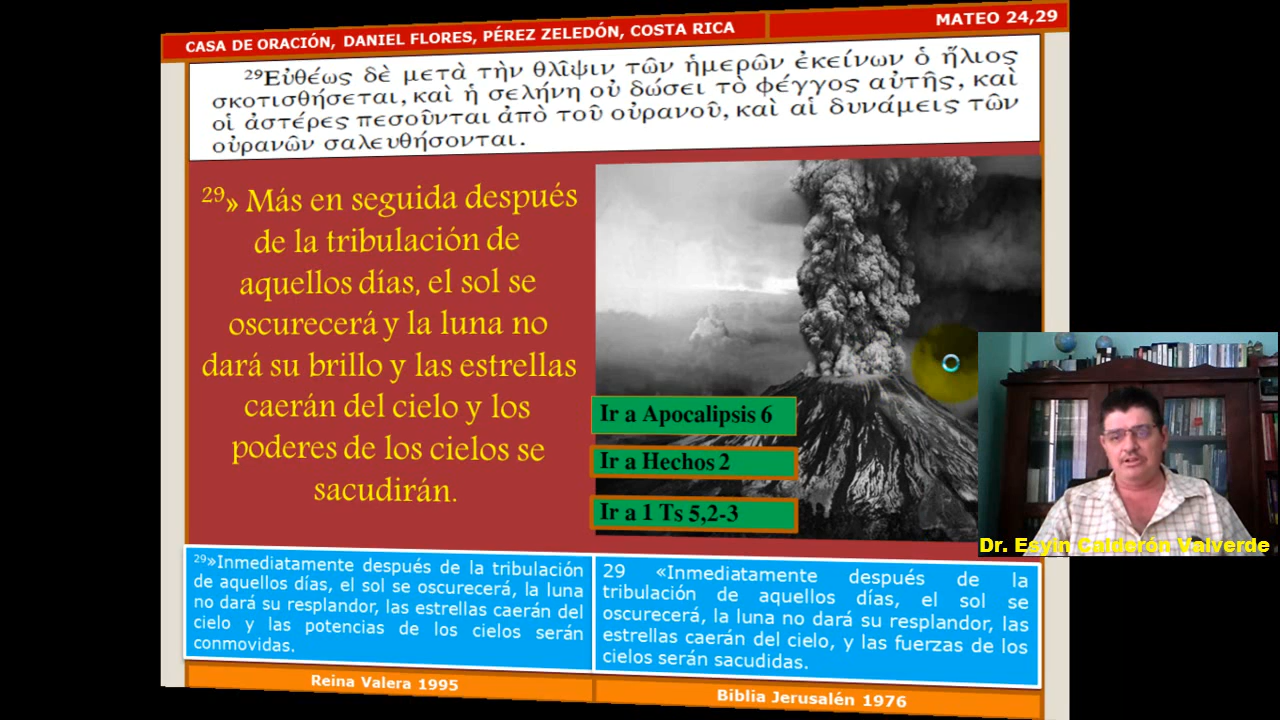 CASA DE ORACIÓN, DANIEL FLORES, PÉREZ ZELEDÓN, COSTA RICA
MATEO 24,29
29Εὐθέως δὲ μετὰ τὴν θλῖψιν τῶν ἡμερῶν ἐκείνων ὁ ἥλιος
σκοτισθήσεται, καὶ ἡ σελήνη οὐ δώσει τὸ φέγγος αὐτῆς, καὶ
οἱ ἀστέρες πεσοῦνται ἀπὸ τοῦ οὐρανοῦ, καὶ αἱ δυνάμεις τῶν
οὐρανῶν σαλευθήσονται.
29» Más en seguida después
de la tribulación de
aquellos días, el sol se
oscurecerá y la luna no
dará su brillo y las estrellas
caerán del cielo y los
poderes de los cielos se
sacudirán.
Ir a Apocalipsis 6
Ir a Hechos 2
Ir a 1 Ts 5,2-3
Dr. Esyin Calderón Valverde
29»Inmediatamente después de la tribulación
de aquellos días, el sol se oscurecerá, la luna
no dará su resplandor, las estrellas caerán del
cielo y las potencias de los cielos serán
conmovidas.
29 «Inmediatamente después de la
tribulación de aquellos días, el sol se
oscurecerá, la luna no dará su resplandor, las
estrellas caerán del cielo, y las fuerzas de los
cielos serán sacudidas.
Reina Valera 1995
Biblia Jerusalén 1976